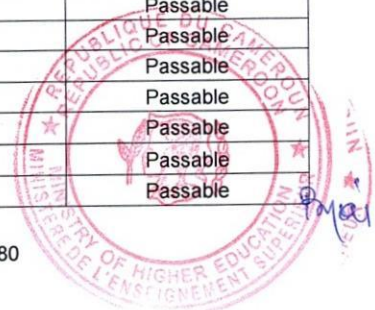 Passable
Passable
Passable
Passable
Passable
Passable
Passable
80
REPUBLIQUE DU CAMEROUN
REPUBLIC OF CAMEROON
MINISTRY OF HIGHER EDUCATION
MINISTERE DE L'ENSEIGNEMENT SUPERIEUR